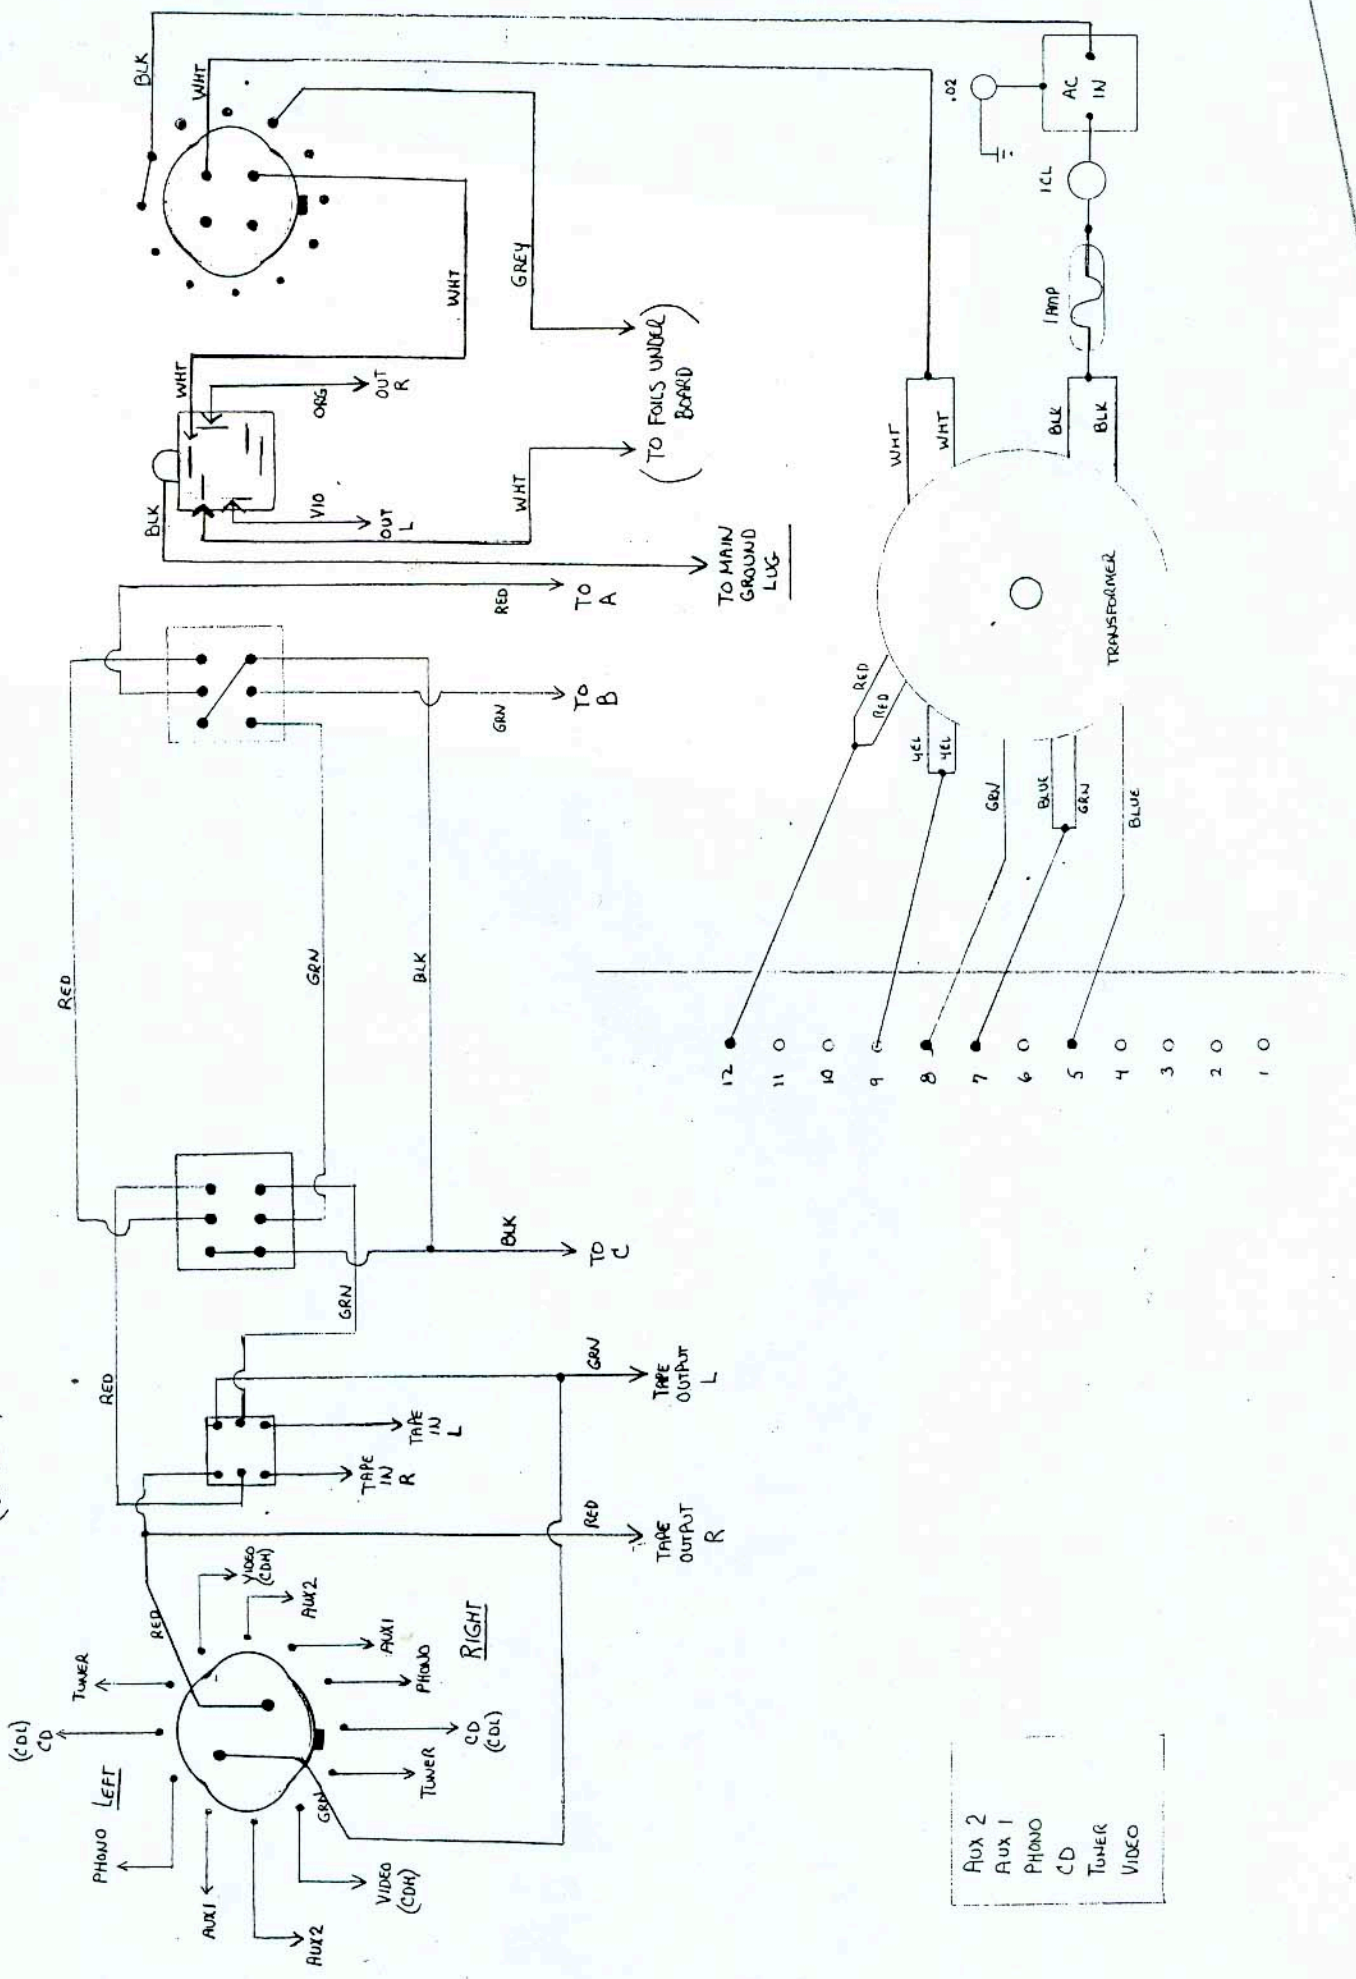 BLK
WHT
WHT
GREY
WHT
ORG
OUT
R
BLK
VIO
OUT
L
WHT
(TO FOILS UNDER
BOARD)
TO MAIN
GROUND
LUG
RED
TO
A
GRN
TO
B
RED
GRN
BLK
BLK
TO
C
GRN
RED
GRN
TAPE
OUTPUT
L
TAPE
IN
L
TAPE
IN
R
RED
TAPE
OUTPUT
R
RED
VIDEO
(CDH)
AUX2
AUX1
PHONO
CD
(CDL)
TUNER
RIGHT
GRN
VIDEO
(CDH)
AUX2
AUX1
PHONO
LEFT
(CDL)
CD
TUNER
.02
AC
IN
ICL
1 AMP
WHT
WHT
BLK
BLK
TRANSFORMER
RED
RED
YEL
YEL
GRN
BLUE
GRN
BLUE
12
11
10
9
8
7
6
5
4
3
2
1
AUX 2
AUX 1
PHONO
CD
TUNER
VIDEO